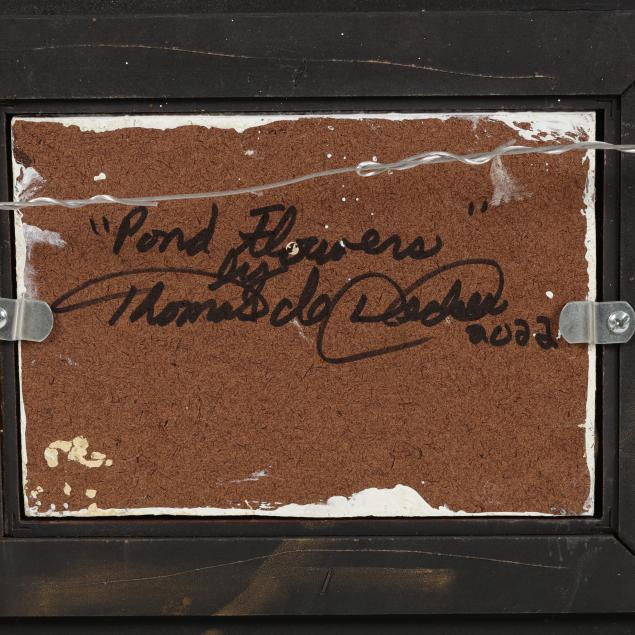 "Pond Flowers"
by
Thomas de Decker
2022